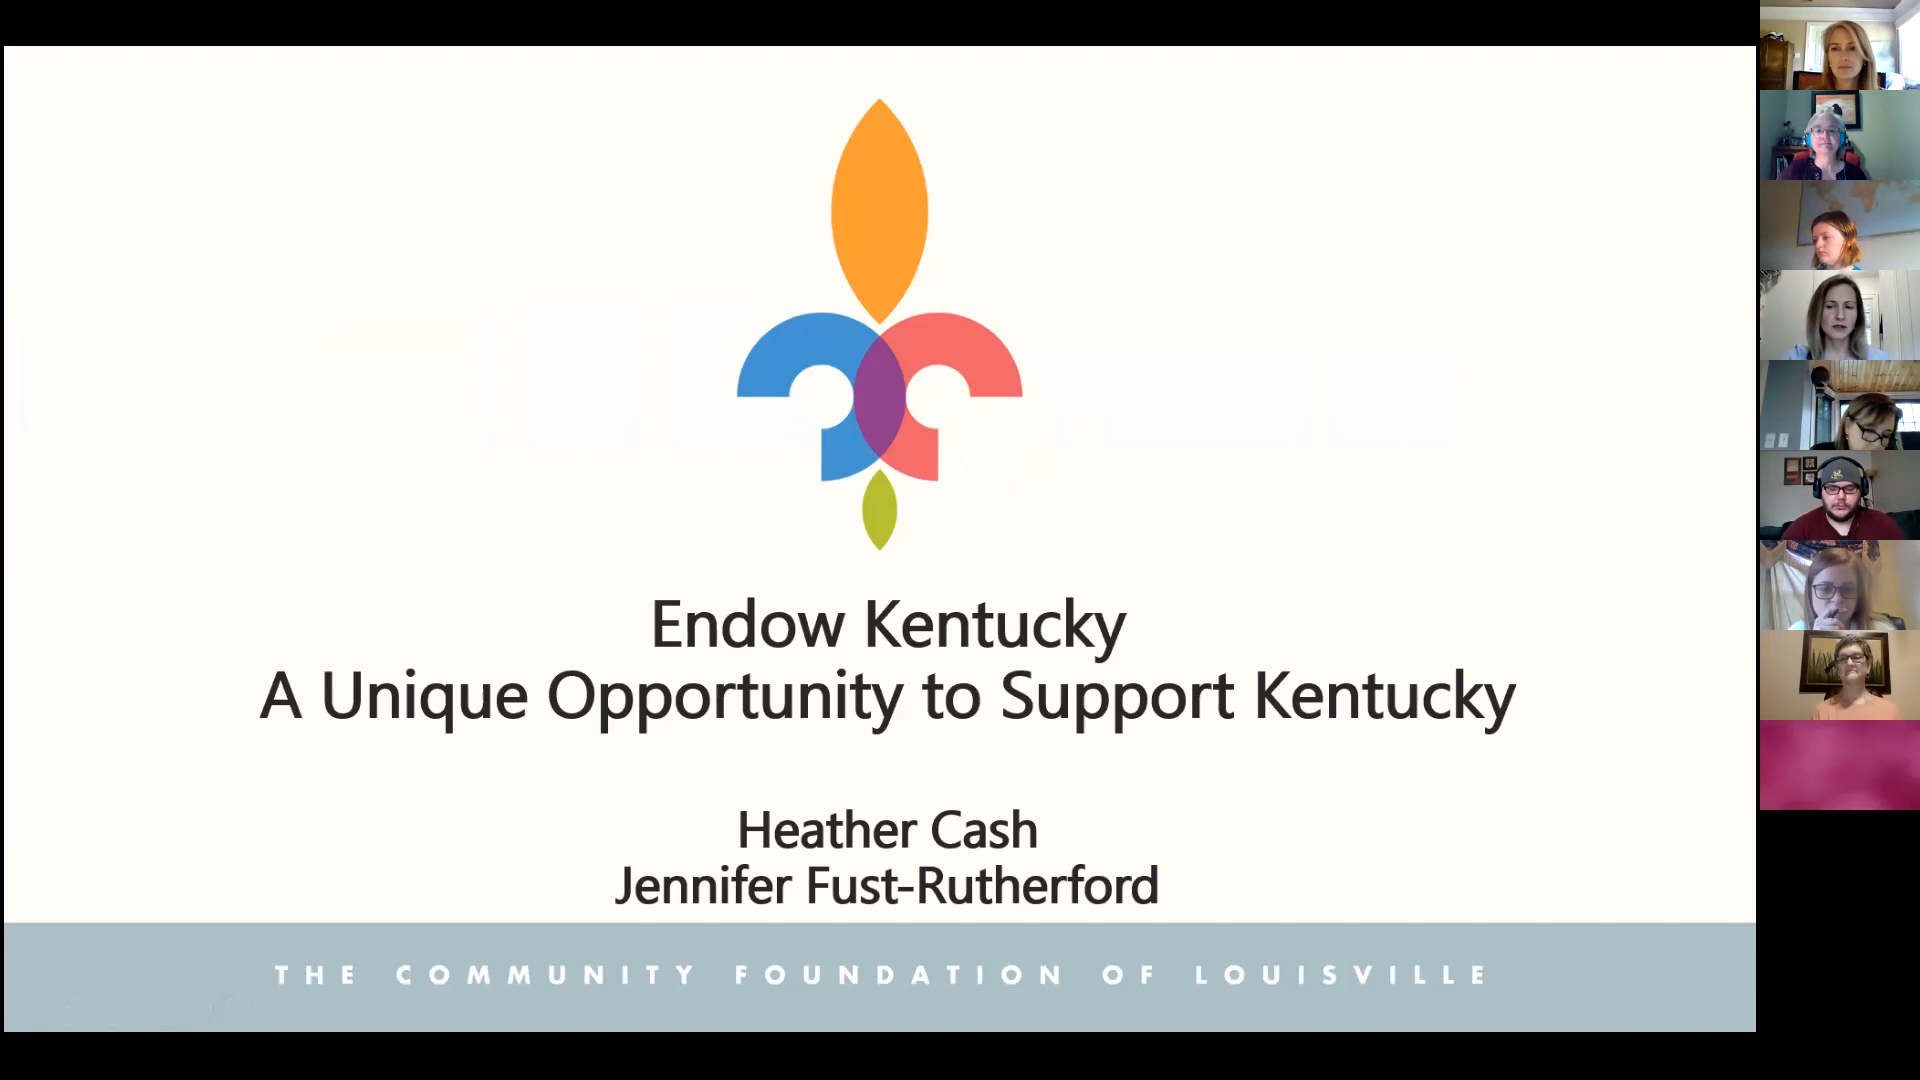 Endow Kentucky
A Unique Opportunity to Support Kentucky
Heather Cash
Jennifer Fust-Rutherford
THE COMMUNITY FOUNDATION OF LOUISVILLE